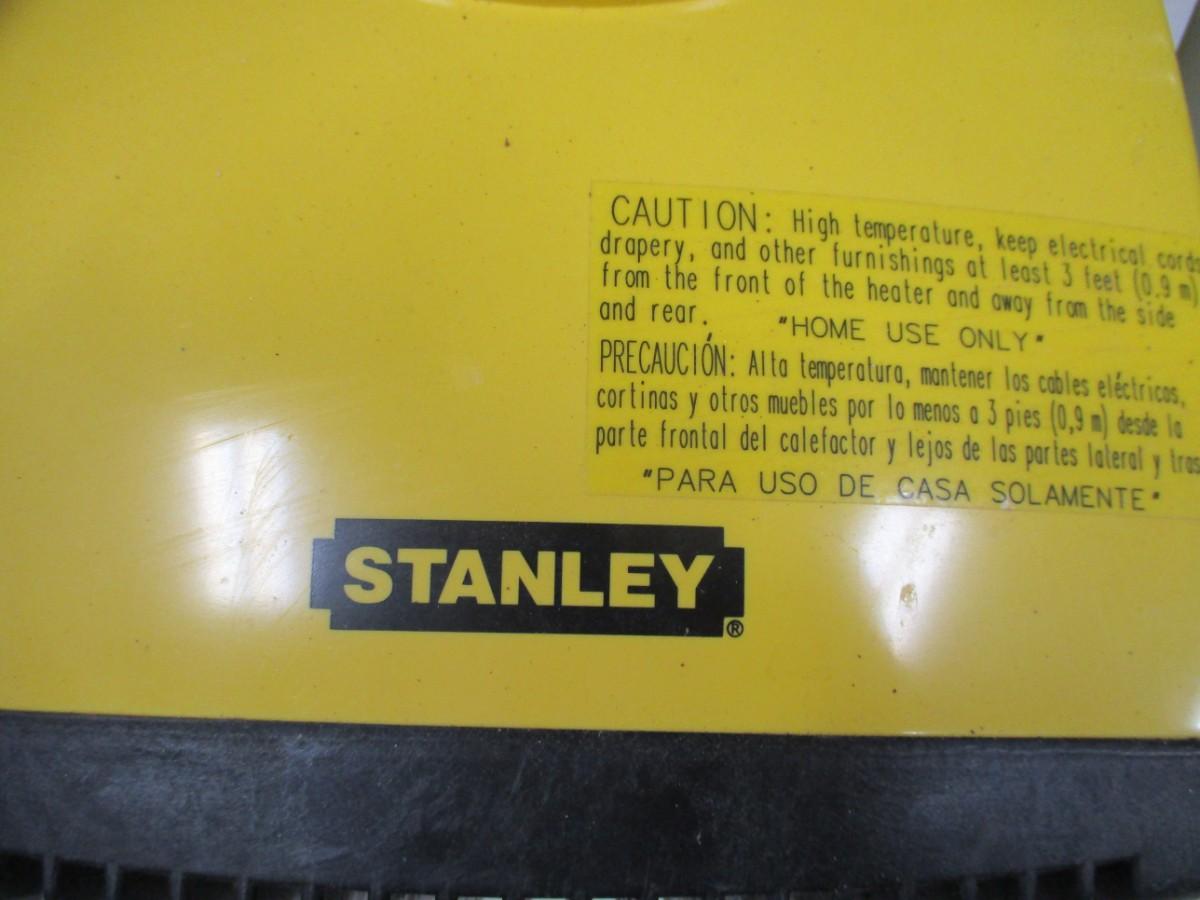 CAUTION: High temperature, keep electrical cords
drapery, and other furnishings at least 3 feet (0.9 m)
from the front of the heater and away from the side
and rear. "HOME USE ONLY"
PRECAUCIÓN: Alta temperatura, mantener los cables eléctricos,
cortinas y otros muebles por lo menos a 3 pies (0,9 m) desde la
parte frontal del calefactor y lejos de las partes lateral y tras
"PARA USO DE CASA SOLAMENTE"
STANLEY®